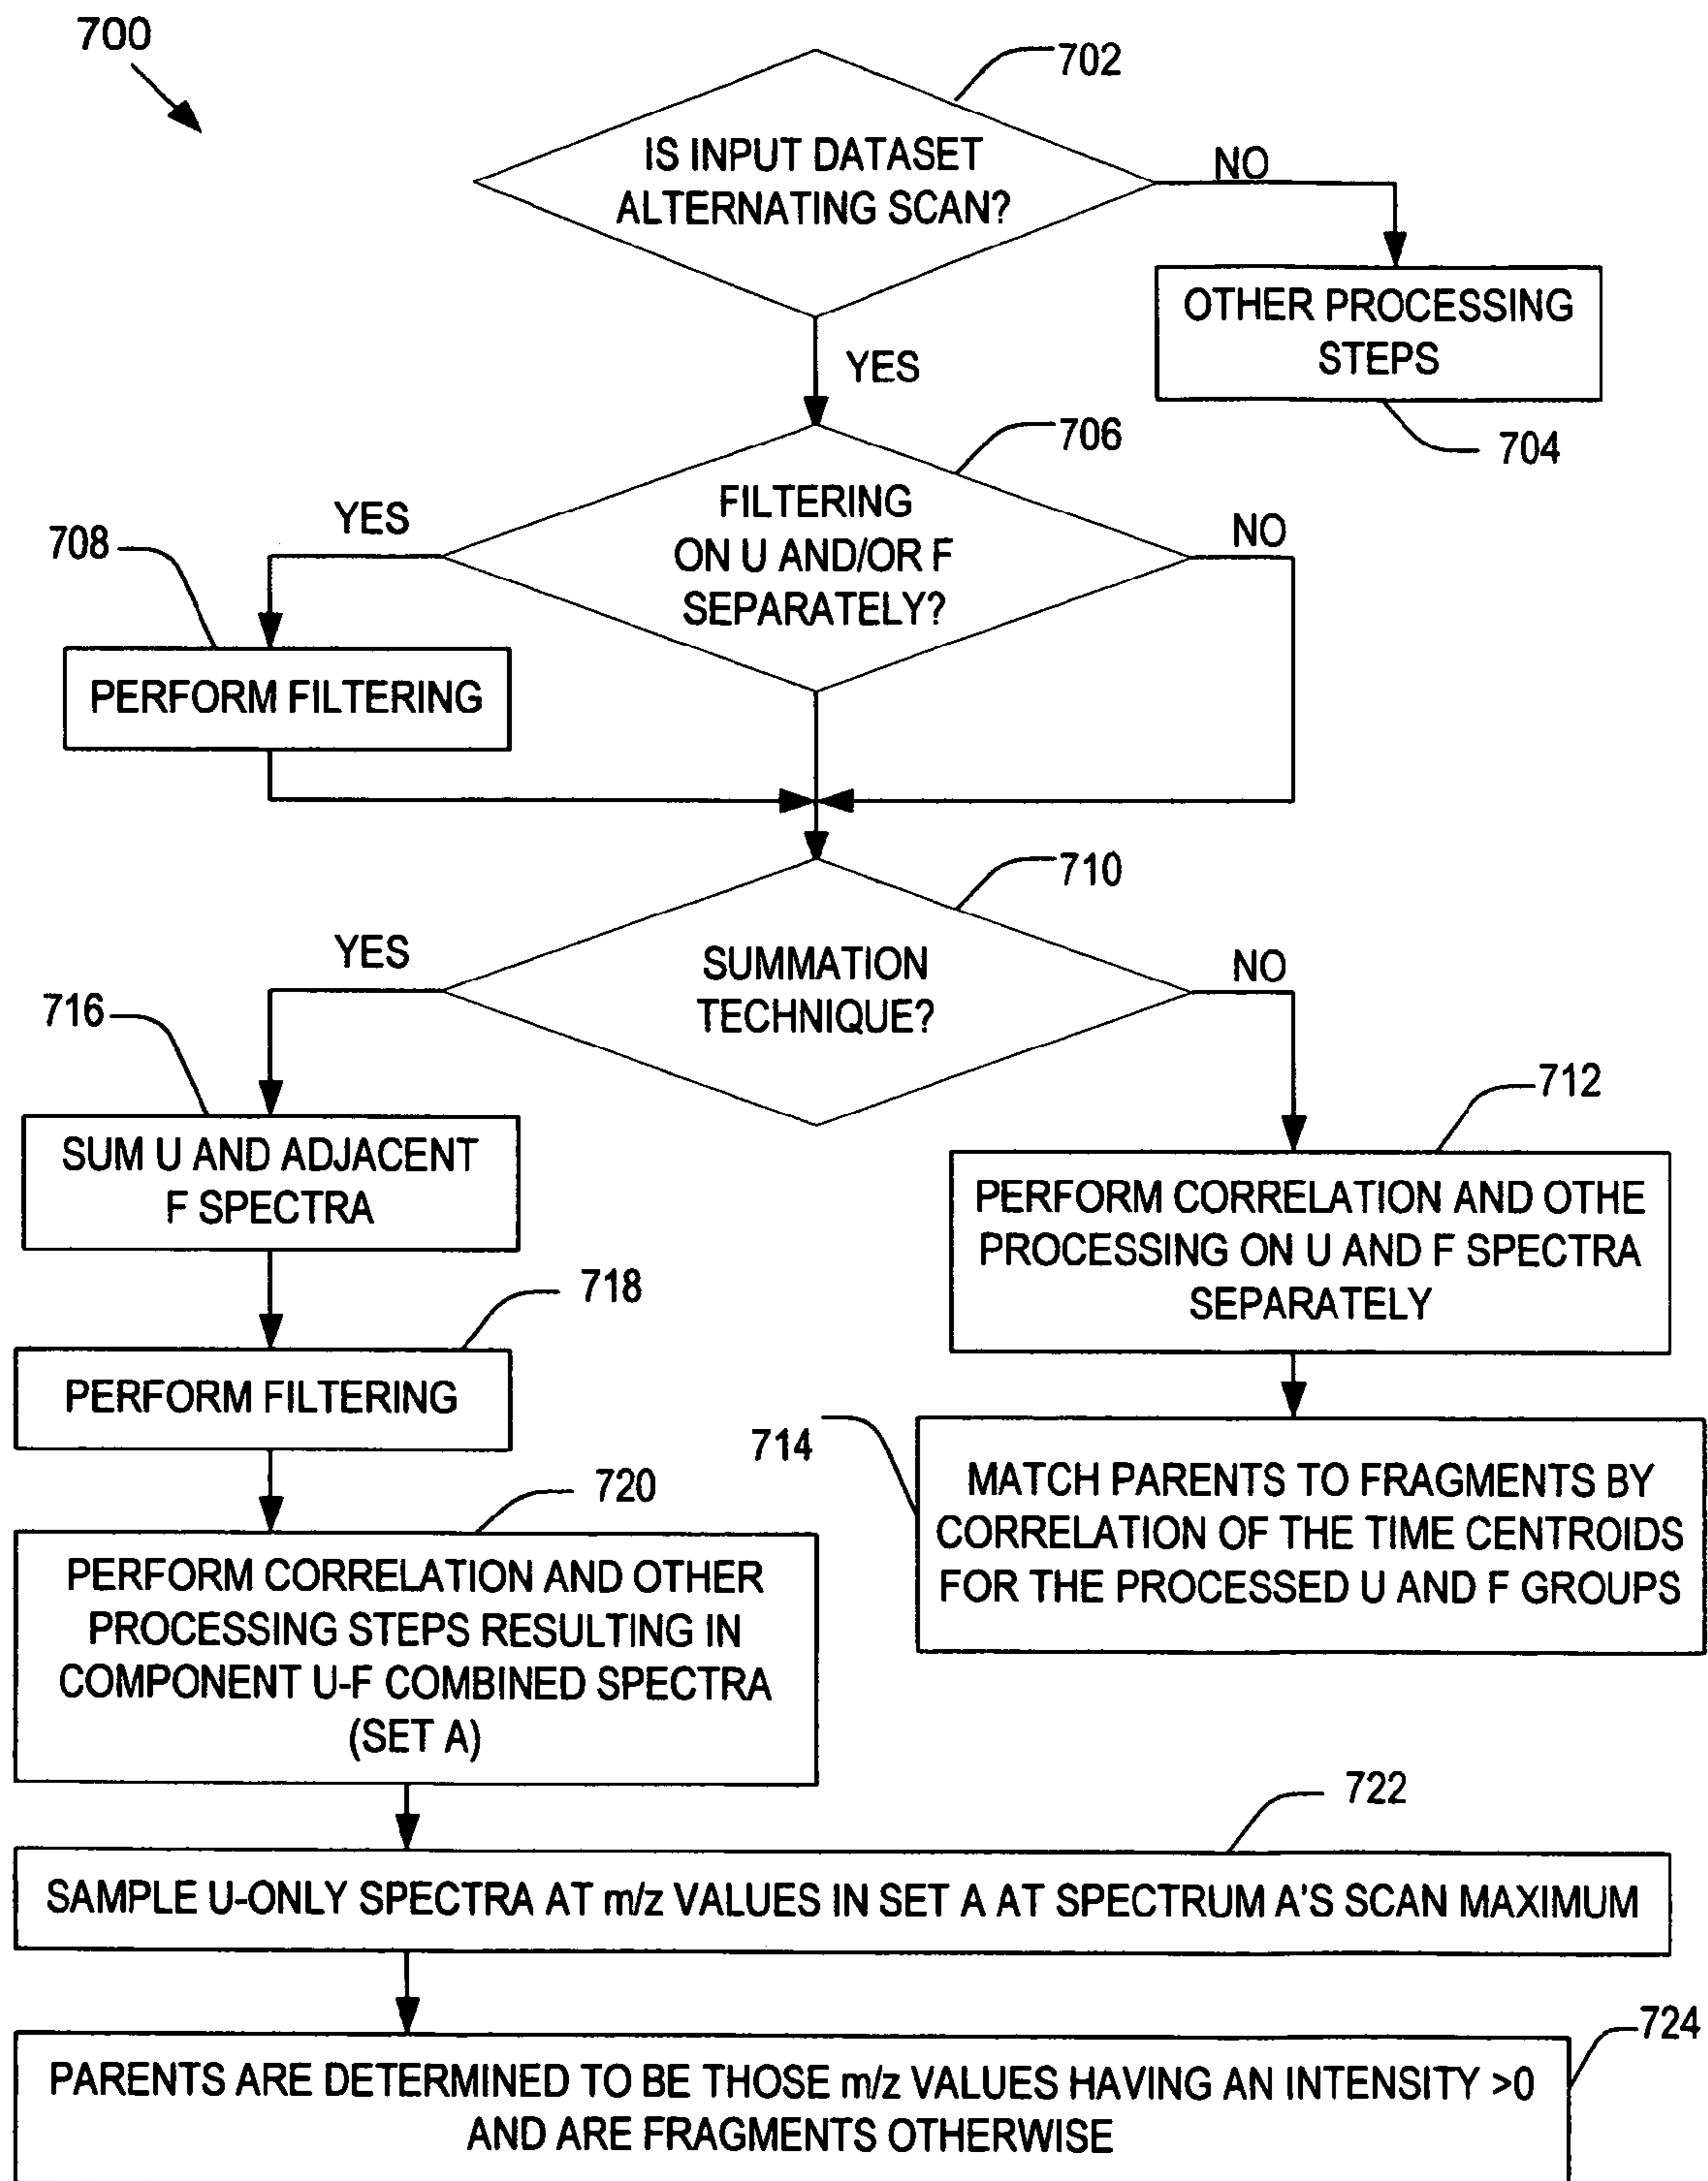 700
702
IS INPUT DATASET
ALTERNATING SCAN?
NO
OTHER PROCESSING
STEPS
704
YES
706
FILTERING
ON U AND/OR F
SEPARATELY?
YES
NO
708
PERFORM FILTERING
710
SUMMATION
TECHNIQUE?
YES
NO
716
SUM U AND ADJACENT
F SPECTRA
712
PERFORM CORRELATION AND OTHE
PROCESSING ON U AND F SPECTRA
SEPARATELY
718
PERFORM FILTERING
714
MATCH PARENTS TO FRAGMENTS BY
CORRELATION OF THE TIME CENTROIDS
FOR THE PROCESSED U AND F GROUPS
720
PERFORM CORRELATION AND OTHER
PROCESSING STEPS RESULTING IN
COMPONENT U-F COMBINED SPECTRA
(SET A)
722
SAMPLE U-ONLY SPECTRA AT m/z VALUES IN SET A AT SPECTRUM A'S SCAN MAXIMUM
724
PARENTS ARE DETERMINED TO BE THOSE m/z VALUES HAVING AN INTENSITY >0
AND ARE FRAGMENTS OTHERWISE